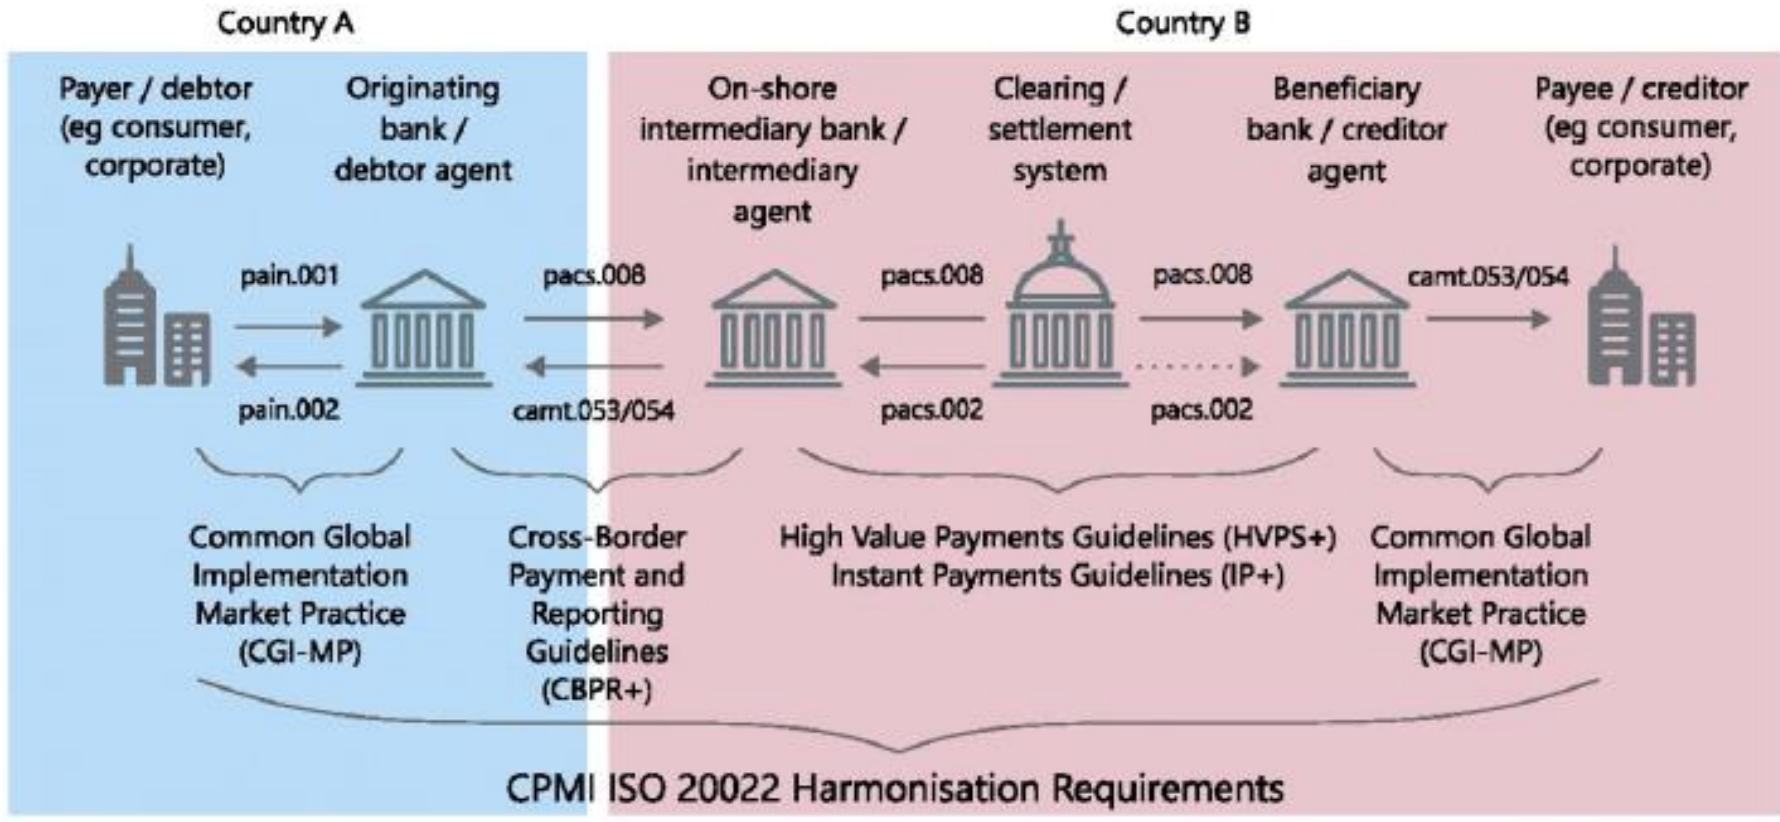 Country A
Country B
Payer / debtor
(eg consumer,
corporate)
Originating
bank /
debtor agent
On-shore
intermediary bank /
intermediary
agent
Clearing /
settlement
system
Beneficiary
bank / creditor
agent
Payee / creditor
(eg consumer,
corporate)
pain.001
pacs.008
pacs.008
pacs.008
camt.053/054
pain.002
camt.053/054
pacs.002
pacs.002
Common Global
Implementation
Market Practice
(CGI-MP)
Cross-Border
Payment and
Reporting
Guidelines
(CBPR+)
High Value Payments Guidelines (HVPS+)
Instant Payments Guidelines (IP+)
Common Global
Implementation
Market Practice
(CGI-MP)
CPMI ISO 20022 Harmonisation Requirements